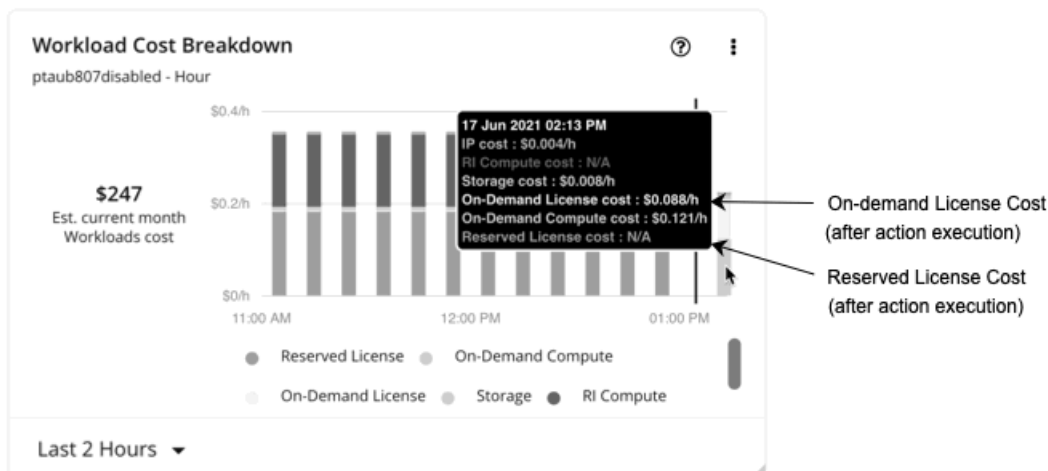 Workload Cost Breakdown
ptaub807disabled - Hour
$0.4/h
17 Jun 2021 02:13 PM
IP cost : $0.004/h
RI Compute cost : N/A
Storage cost : $0.008/h
On-Demand License cost : $0.088/h
On-Demand Compute cost : $0.121/h
Reserved License cost : N/A
$247
Est. current month
Workloads cost
$0.2/h
$0/h
11:00 AM 12:00 PM 01:00 PM
On-demand License Cost
(after action execution)
Reserved License Cost
(after action execution)
Reserved License On-Demand Compute
On-Demand License Storage RI Compute
Last 2 Hours